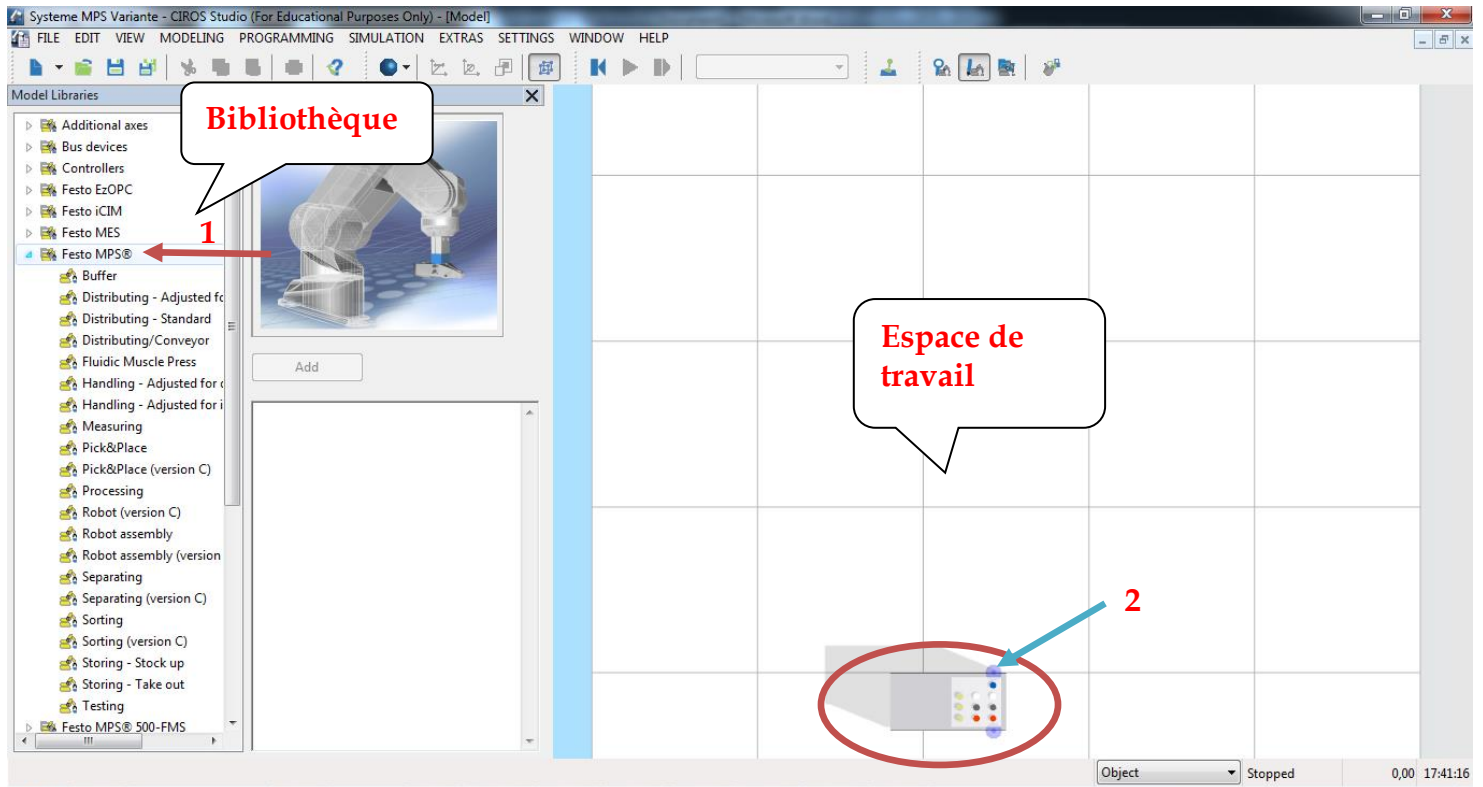 Systeme MPS Variante - CIROS Studio (For Educational Purposes Only) - [Model]
FILE EDIT VIEW MODELING PROGRAMMING SIMULATION EXTRAS SETTINGS WINDOW HELP
Model Libraries
Bibliothèque
Additional axes
Bus devices
Controllers
Festo EzOPC
Festo iCIM
Festo MES
1
Festo MPS®
Buffer
Distributing - Adjusted fo
Distributing - Standard
Distributing/Conveyor
Fluidic Muscle Press
Handling - Adjusted for c
Handling - Adjusted for i
Measuring
Pick&Place
Pick&Place (version C)
Processing
Robot (version C)
Robot assembly
Robot assembly (version
Separating
Separating (version C)
Sorting
Sorting (version C)
Storing - Stock up
Storing - Take out
Testing
Festo MPS® 500-FMS
Add
Espace de
travail
2
Object
Stopped
0,00 17:41:16